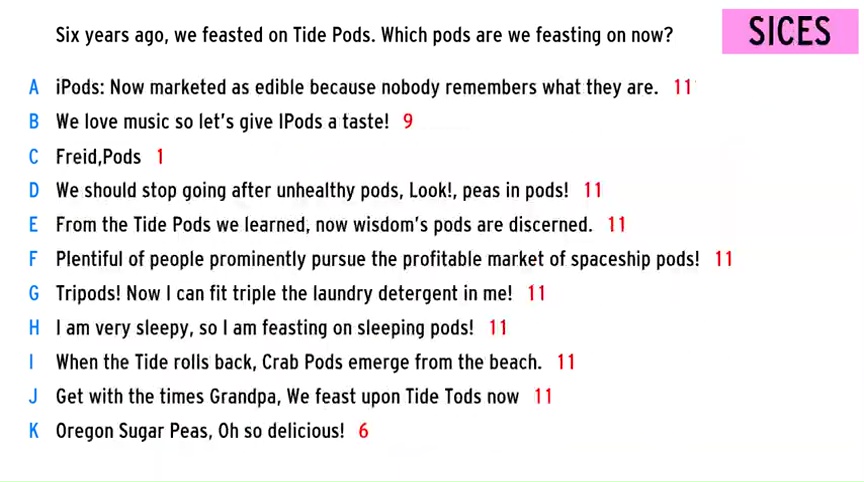 Six years ago, we feasted on Tide Pods. Which pods are we feasting on now?
SICES
A iPods: Now marketed as edible because nobody remembers what they are. 11
B We love music so let's give IPods a taste! 9
C Freid,Pods 1
D We should stop going after unhealthy pods, Look!, peas in pods! 11
E From the Tide Pods we learned, now wisdom's pods are discerned. 11
F Plentiful of people prominently pursue the profitable market of spaceship pods! 11
G Tripods! Now I can fit triple the laundry detergent in me! 11
H I am very sleepy, so I am feasting on sleeping pods! 11
I When the Tide rolls back, Crab Pods emerge from the beach. 11
J Get with the times Grandpa, We feast upon Tide Tods now 11
K Oregon Sugar Peas, Oh so delicious! 6